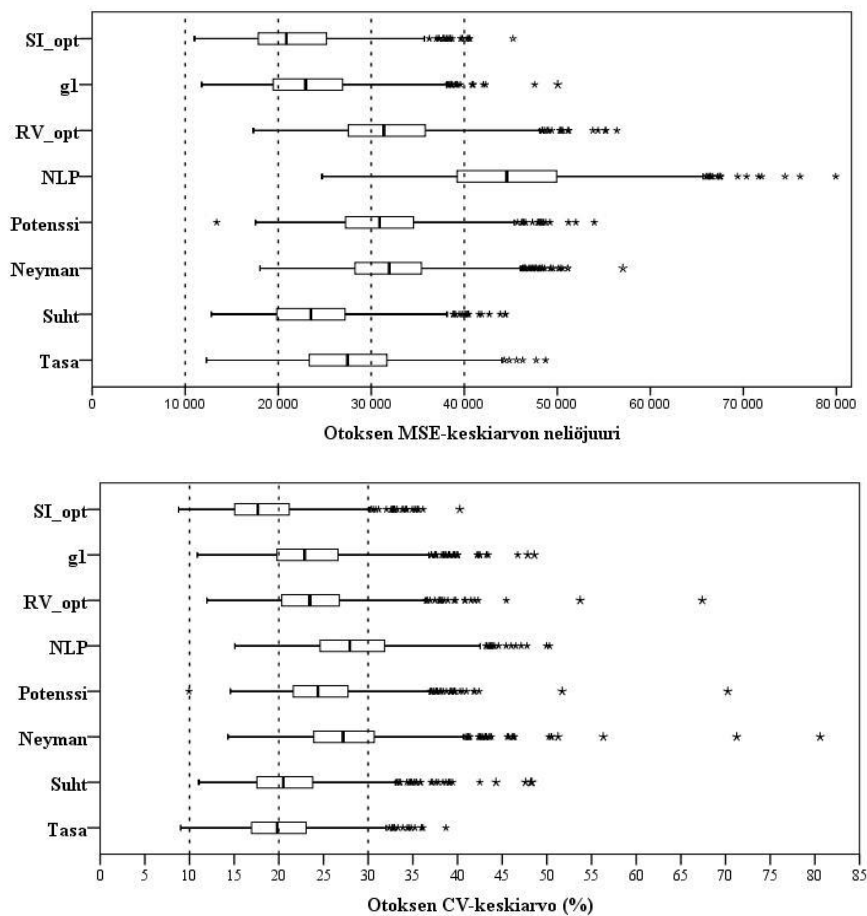 SI_opt
g1
RV_opt
NLP
Potenssi
Neyman
Suht
Tasa
0 10 000 20 000 30 000 40 000 50 000 60 000 70 000 80 000
Otoksen MSE-keskiarvon neliöjuuri
SI_opt
g1
RV_opt
NLP
Potenssi
Neyman
Suht
Tasa
0 5 10 15 20 25 30 35 40 45 50 55 60 65 70 75 80 85
Otoksen CV-keskiarvo (%)